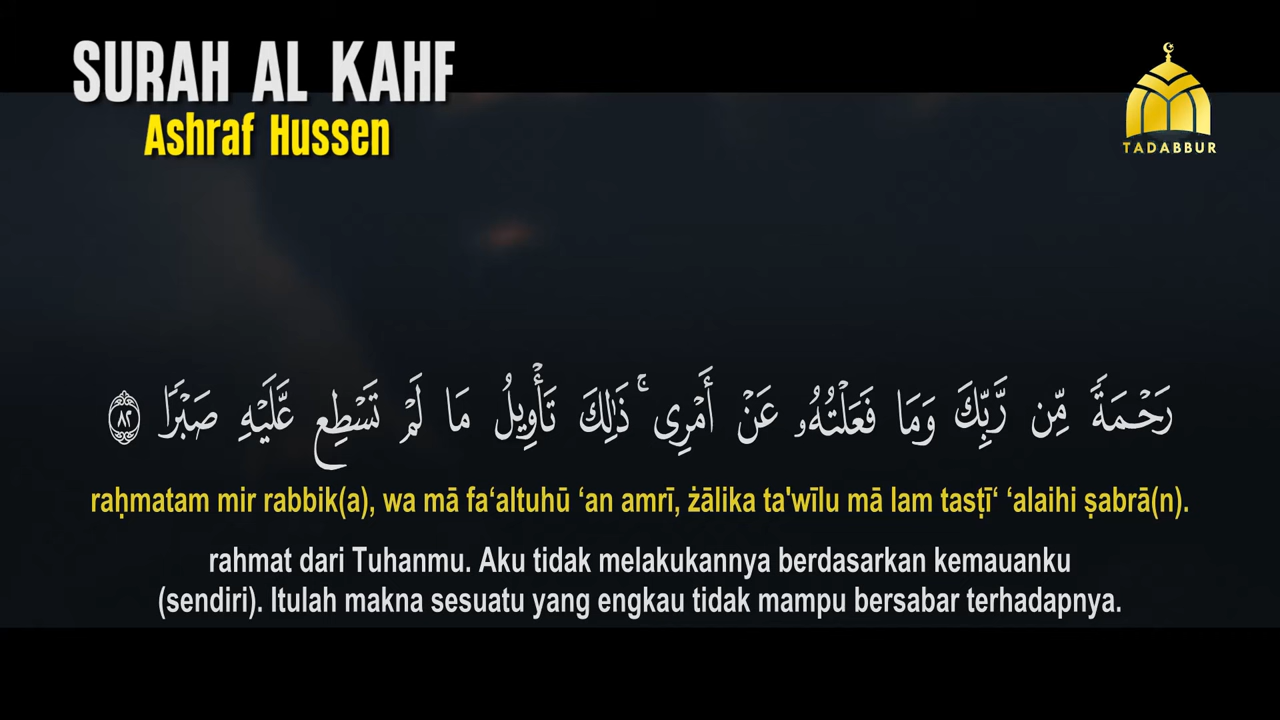 SURAH AL KAHF
Ashraf Hussen
TADABBUR
رَحْمَةً مِّن رَّبِّكَ وَمَا فَعَلْتُهُۥ عَنْ أَمْرِى ۚ ذَٰلِكَ تَأْوِيلُ مَا لَمْ تَسْطِع عَّلَيْهِ صَبْرًا ٨٢
raḥmatam mir rabbik(a), wa mā fa‘altuhū ‘an amrī, żālika ta'wīlu mā lam tasṭī‘ ‘alaihi ṣabrā(n).
rahmat dari Tuhanmu. Aku tidak melakukannya berdasarkan kemauanku
(sendiri). Itulah makna sesuatu yang engkau tidak mampu bersabar terhadapnya.